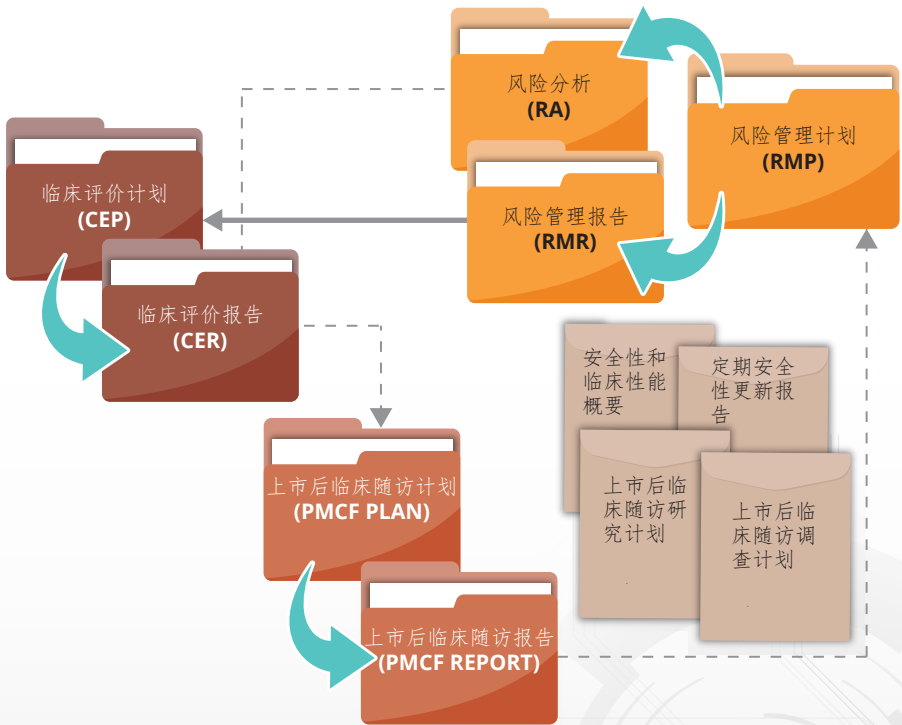 风险分析
(RA)
风险管理计划
(RMP)
临床评价计划
(CEP)
风险管理报告
(RMR)
临床评价报告
(CER)
安全性和
临床性能
概要
定期安全
性更新报
告
上市后临床随访计划
(PMCF PLAN)
上市后临
床随访研
究计划
上市后临
床随访调
查计划
上市后临床随访报告
(PMCF REPORT)